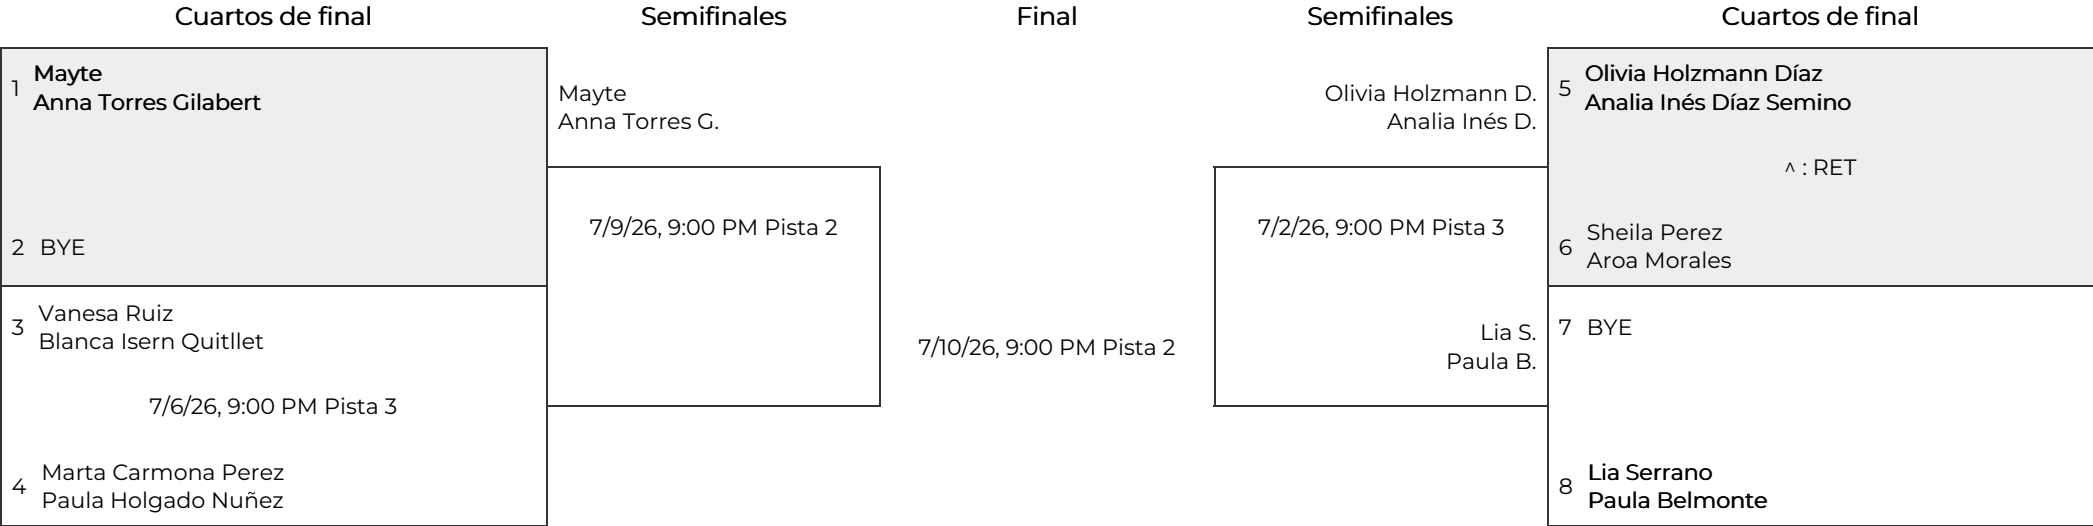 Cuartos de final
Semifinales
Final
Semifinales
Cuartos de final
1
Mayte
Anna Torres Gilabert
2 BYE
3
Vanesa Ruiz
Blanca Isern Quitllet
7/6/26, 9:00 PM Pista 3
4
Marta Carmona Perez
Paula Holgado Nuñez
Mayte
Anna Torres G.
7/9/26, 9:00 PM Pista 2
7/10/26, 9:00 PM Pista 2
Olivia Holzmann D.
Analia Inés D.
7/2/26, 9:00 PM Pista 3
Lia S.
Paula B.
5
Olivia Holzmann Díaz
Analia Inés Díaz Semino
^ : RET
6
Sheila Perez
Aroa Morales
7 BYE
8
Lia Serrano
Paula Belmonte